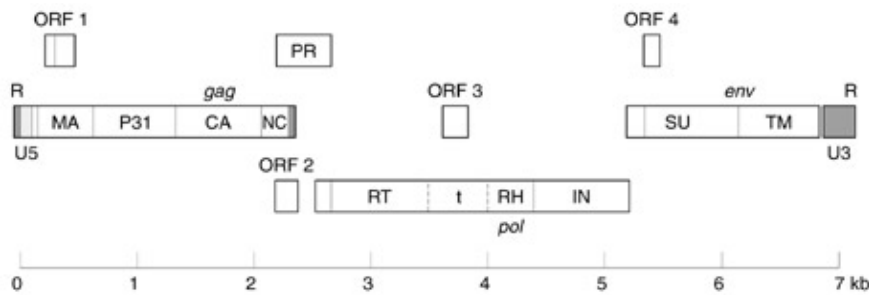 ORF 1 ORF 4
PR
R gag ORF 3 env R
MA P31 CA NC SU TM
U5 ORF 2 U3
RT t RH IN
pol
0 1 2 3 4 5 6 7 kb